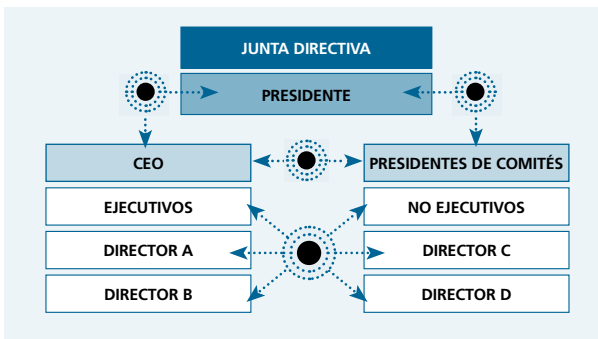 JUNTA DIRECTIVA
PRESIDENTE
CEO
PRESIDENTES DE COMITÉS
EJECUTIVOS
NO EJECUTIVOS
DIRECTOR A
DIRECTOR C
DIRECTOR B
DIRECTOR D